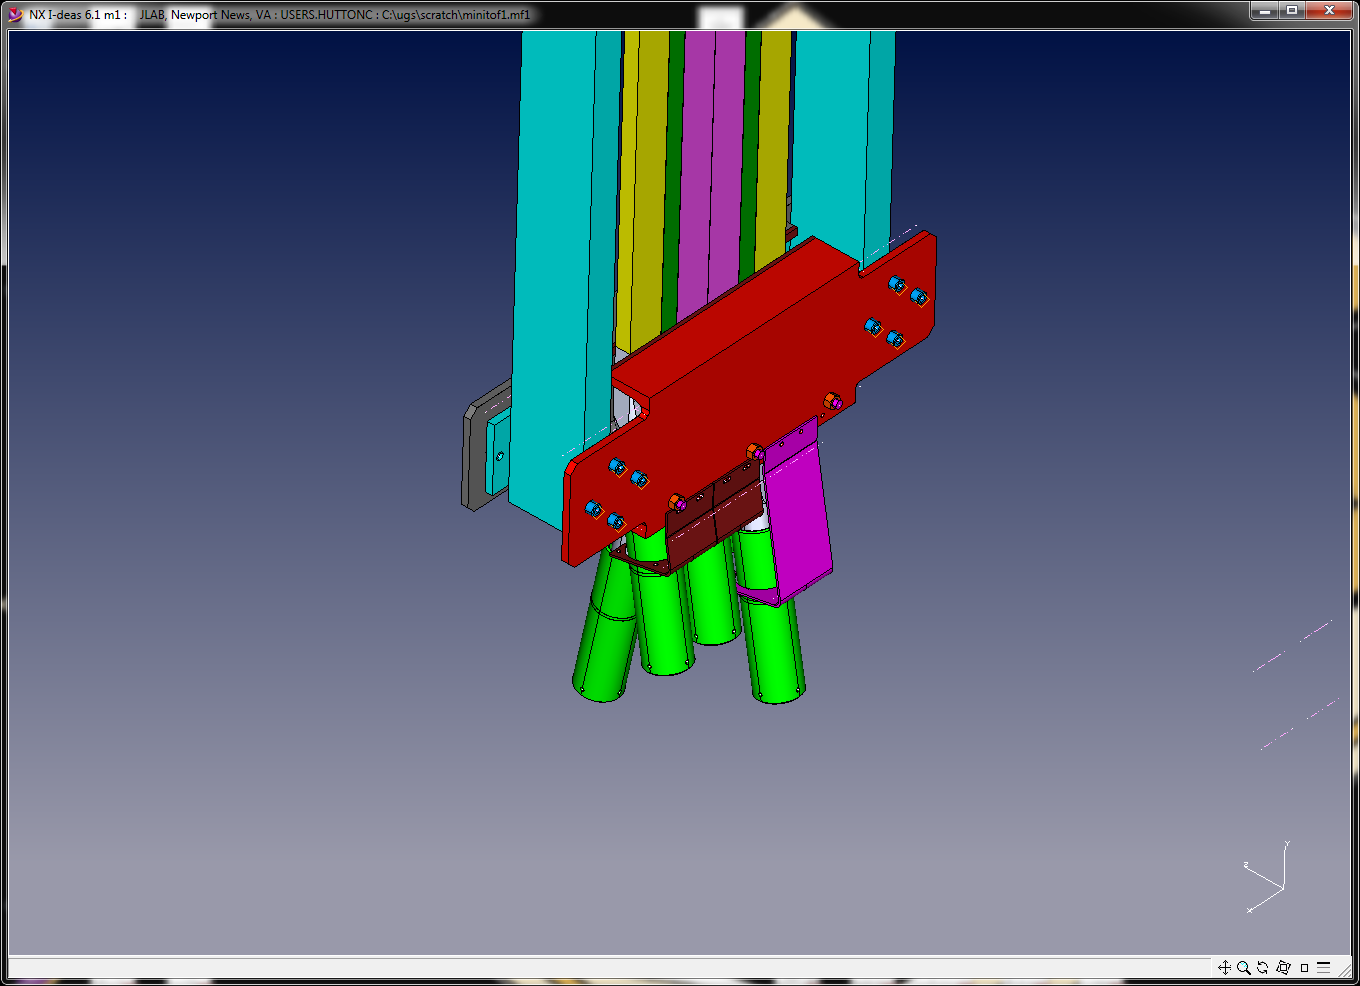 NX I-deas 6.1 m1 : JLAB, Newport News, VA : USERS.HUTTONC : C:\ugs\scratch\minitof1.mf1
Y
Z
X